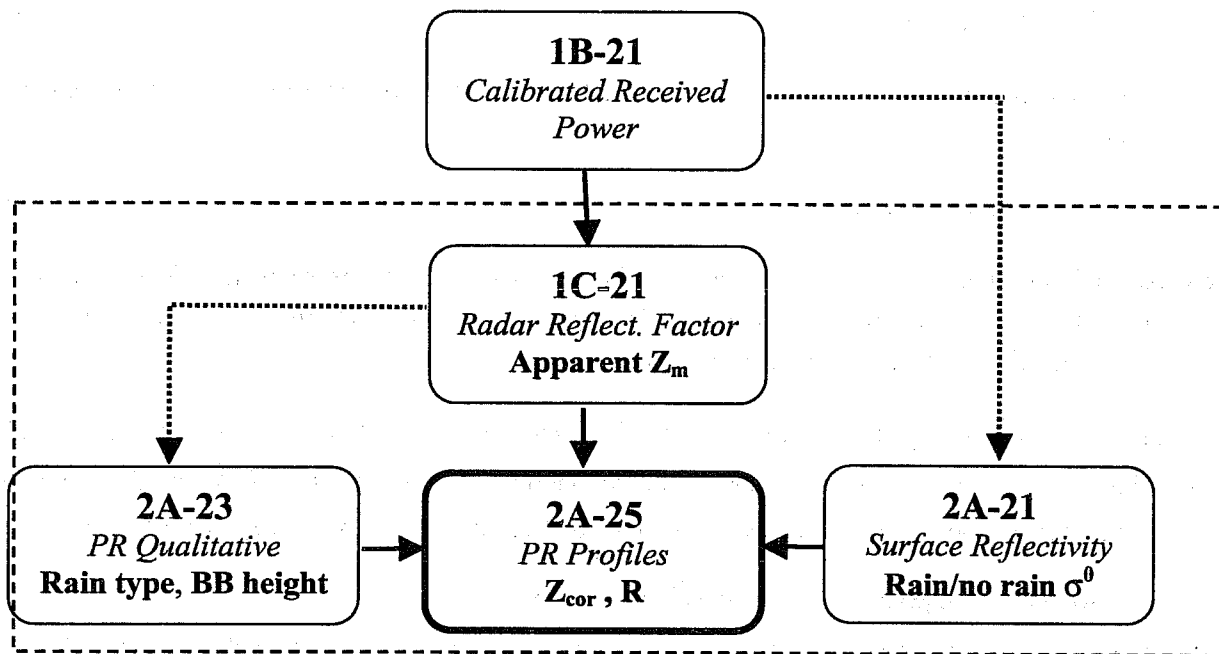 1B-21
Calibrated Received
Power
1C-21
Radar Reflect. Factor
Apparent Zₘ
2A-23
PR Qualitative
Rain type, BB height
2A-25
PR Profiles
Z_cor , R
2A-21
Surface Reflectivity
Rain/no rain σ⁰